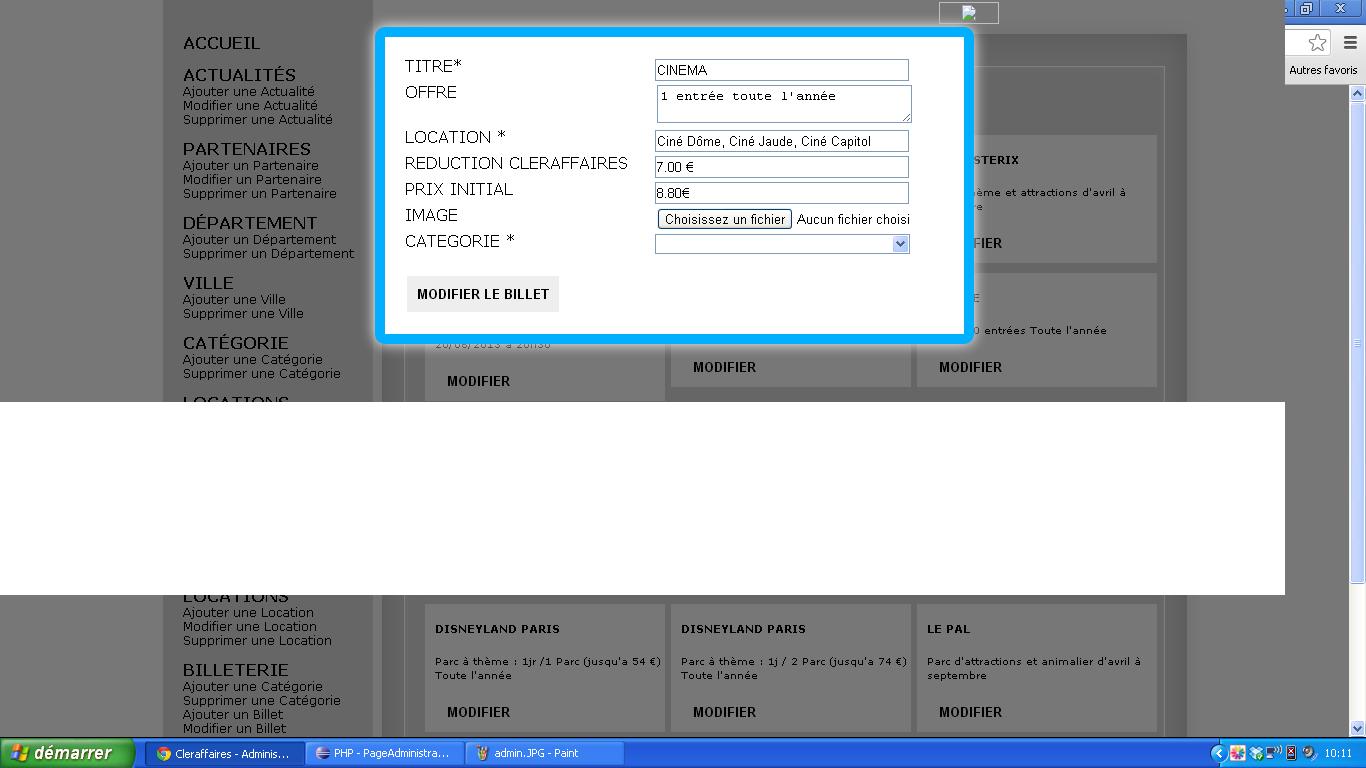 Autres favoris
ACCUEIL
ACTUALITÉS
Ajouter une Actualité
Modifier une Actualité
Supprimer une Actualité
PARTENAIRES
Ajouter un Partenaire
Modifier un Partenaire
Supprimer un Partenaire
DÉPARTEMENT
Ajouter un Département
Supprimer un Département
VILLE
Ajouter une Ville
Supprimer une Ville
CATÉGORIE
Ajouter une Catégorie
Supprimer une Catégorie
LOCATIONS
TITRE*
CINEMA
OFFRE
1 entrée toute l'année
LOCATION *
Ciné Dôme, Ciné Jaude, Ciné Capitol
REDUCTION CLERAFFAIRES
7.00 €
PRIX INITIAL
8.80€
IMAGE
Choisissez un fichier Aucun fichier choisi
CATEGORIE *
MODIFIER LE BILLET
STERIX
ème et attractions d'avril à
re
FIER
E
0 entrées Toute l'année
20/06/2013 à 20h30
MODIFIER
MODIFIER
MODIFIER
LOCATIONS
Ajouter une Location
Modifier une Location
Supprimer une Location
BILLETERIE
Ajouter une Catégorie
Supprimer une Catégorie
Ajouter un Billet
Modifier un Billet
DISNEYLAND PARIS
Parc à thème : 1jr /1 Parc (jusqu'a 54 €)
Toute l'année
MODIFIER
DISNEYLAND PARIS
Parc à thème : 1j / 2 Parc (jusqu'a 74 €)
Toute l'année
MODIFIER
LE PAL
Parc d'attractions et animalier d'avril à
septembre
MODIFIER
démarrer
Cleraffaires - Adminis...
PHP - PageAdministra...
admin.JPG - Paint
10:11